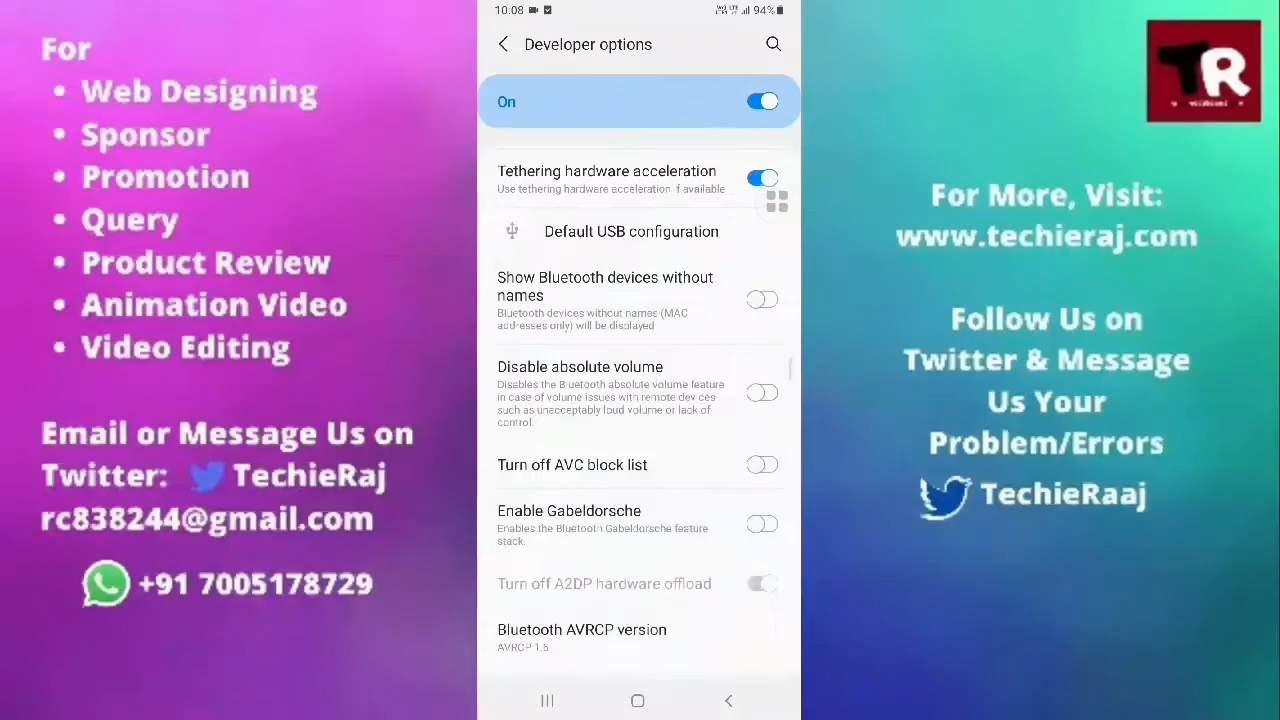 For
• Web Designing
• Sponsor
• Promotion
• Query
• Product Review
• Animation Video
• Video Editing
Email or Message Us on
Twitter: TechieRaj
rc838244@gmail.com
+91 7005178729
10:08
94%
Developer options
On
Tethering hardware acceleration
Use tethering hardware acceleration if available
Default USB configuration
Show Bluetooth devices without
names
Bluetooth devices without names (MAC
addresses only) will be displayed
Disable absolute volume
Disables the Bluetooth absolute volume feature
in case of volume issues with remote devices
such as unacceptably loud volume or lack of
control.
Turn off AVC block list
Enable Gabeldorsche
Enables the Bluetooth Gabeldorsche feature
stack.
Turn off A2DP hardware offload
Bluetooth AVRCP version
AVRCP 1.5
TR
For More, Visit:
www.techieraj.com
Follow Us on
Twitter & Message
Us Your
Problem/Errors
TechieRaaj